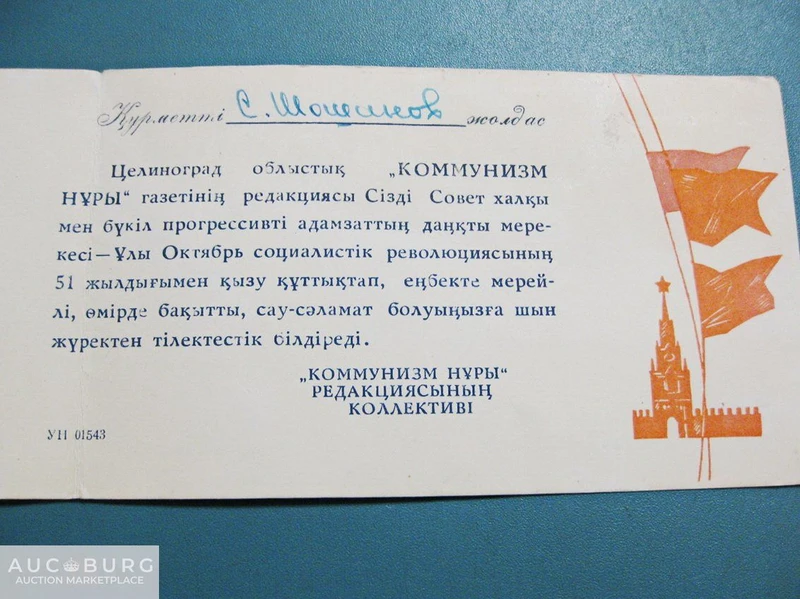 Құрметті С. Шошанов жолдас
Целиноград облыстық „КОММУНИЗМ
НҰРЫ“ газетінің редакциясы Сізді Совет халқы
мен бүкіл прогрессивті адамзаттың даңқты мере-
кесі—Ұлы Октябрь социалистік революциясының
51 жылдығымен қызу құттықтап, еңбекте мерей-
лі, өмірде бақытты, сау-сәламат болуыңызға шын
жүректен тілектестік білдіреді.
„КОММУНИЗМ НҰРЫ“
РЕДАКЦИЯСЫНЫҢ
КОЛЛЕКТИВІ
УН 01543
AUCBURG
AUCTION MARKETPLACE